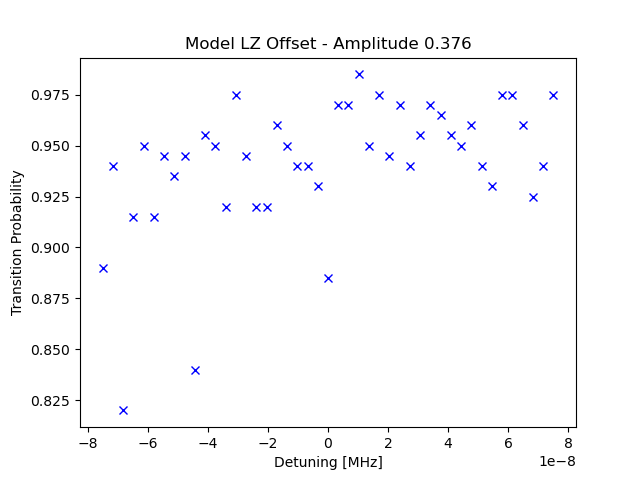 Model LZ Offset - Amplitude 0.376
Transition Probability
0.975
0.950
0.925
0.900
0.875
0.850
0.825
−8 −6 −4 −2 0 2 4 6 8
Detuning [MHz]
1e−8